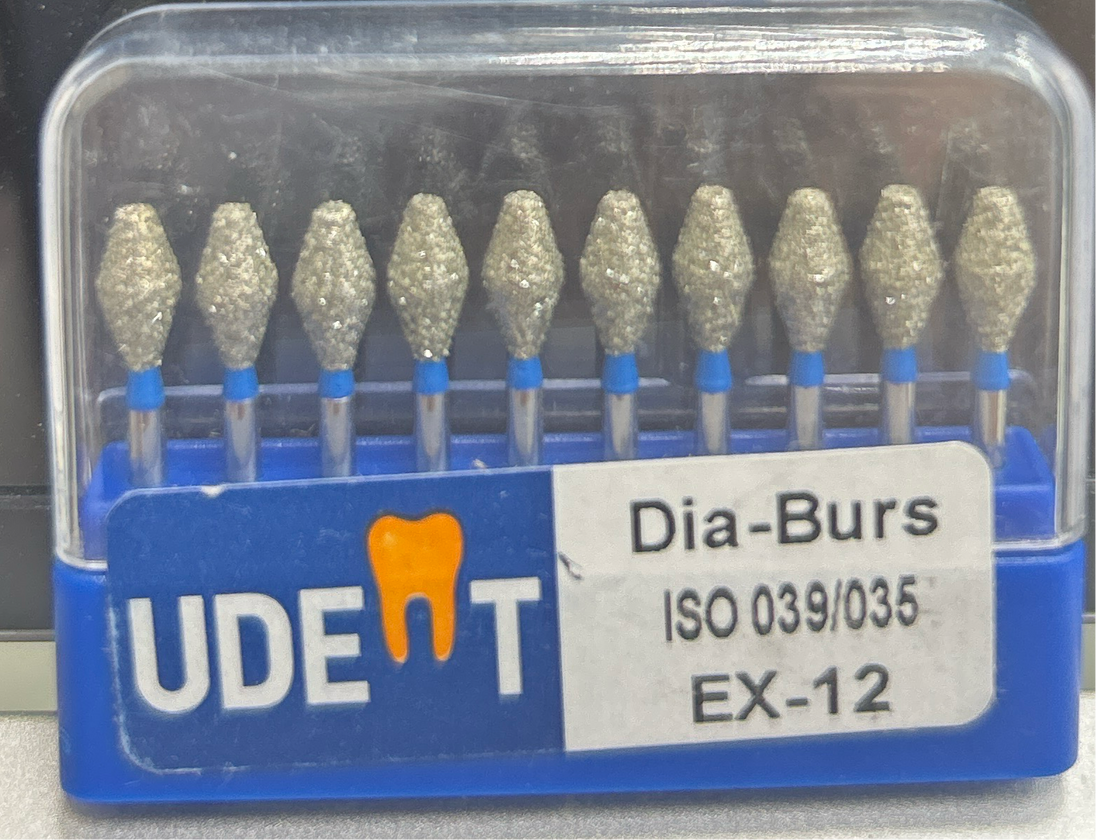 UDENT
Dia-Burs
ISO 039/035
EX-12